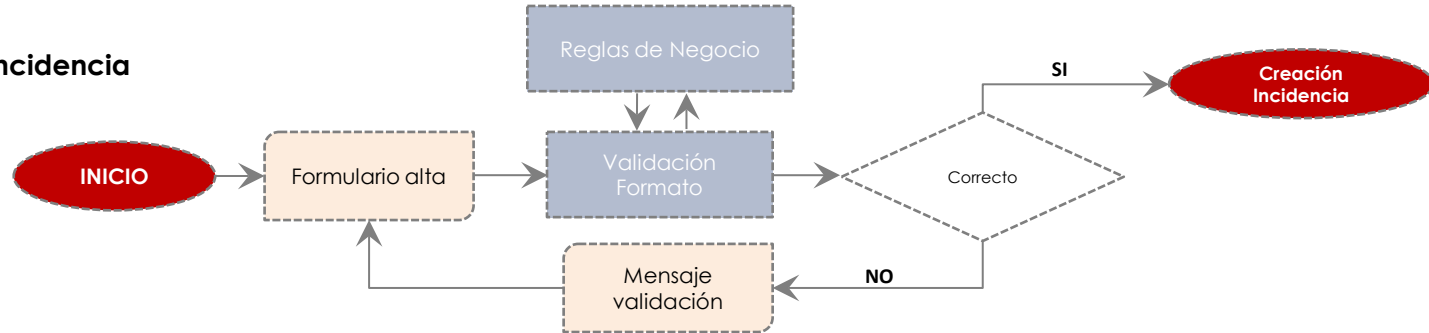 ncidencia
Reglas de Negocio
SI
Creación
Incidencia
INICIO
Formulario alta
Validación
Formato
Correcto
Mensaje
validación
NO